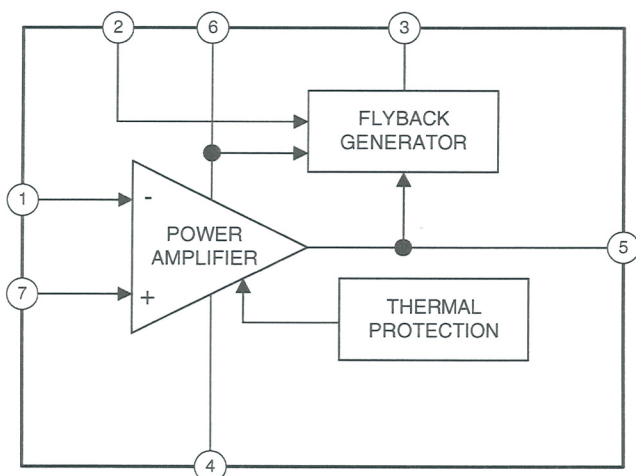 2
6
3
FLYBACK
GENERATOR
1
-
POWER
AMPLIFIER
5
7
+
THERMAL
PROTECTION
4